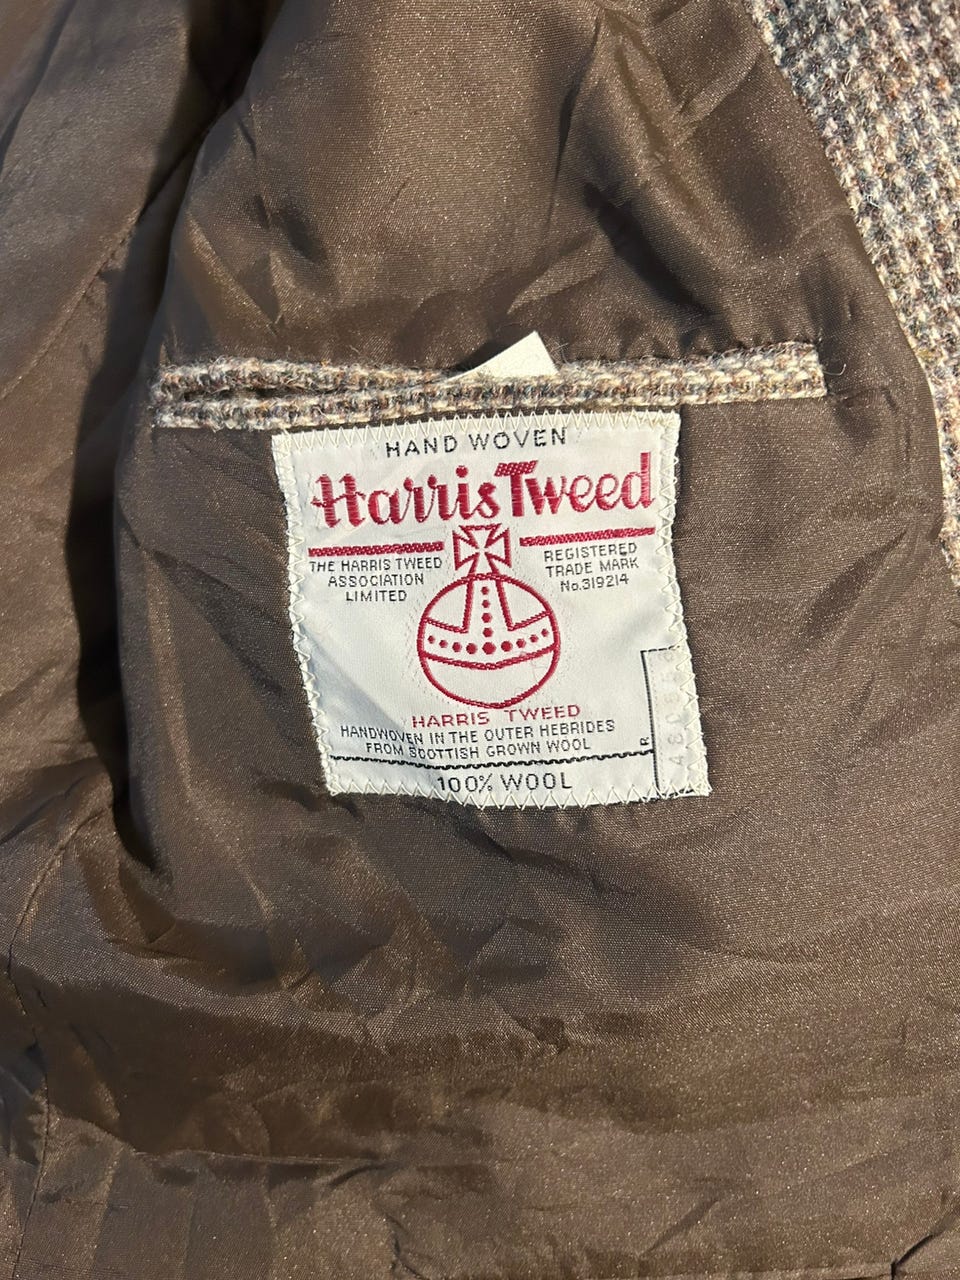 HAND WOVEN
Harris Tweed
THE HARRIS TWEED
ASSOCIATION
LIMITED
REGISTERED
TRADE MARK
No.319214
HARRIS TWEED
HANDWOVEN IN THE OUTER HEBRIDES
FROM SCOTTISH GROWN WOOL
R
100% WOOL